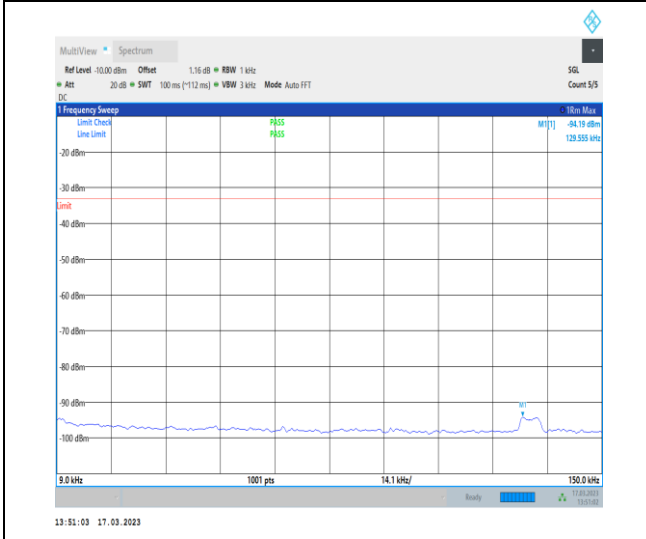 MultiView Spectrum
Ref Level -10.00 dBm Offset 1.16 dB RBW 1 kHz SGL
Att 20 dB SWT 100 ms (~112 ms) VBW 3 kHz Mode Auto FFT Count 5/5
DC
1 Frequency Sweep 1Rm Max
Limit Check PASS M1[1] -94.19 dBm
Line Limit PASS 129.555 kHz
-20 dBm
-30 dBm
Limit
-40 dBm
-50 dBm
-60 dBm
-70 dBm
-80 dBm
-90 dBm
M1
-100 dBm
9.0 kHz 1001 pts 14.1 kHz/ 150.0 kHz
Ready 17.03.2023
13:51:02
13:51:03 17.03.2023